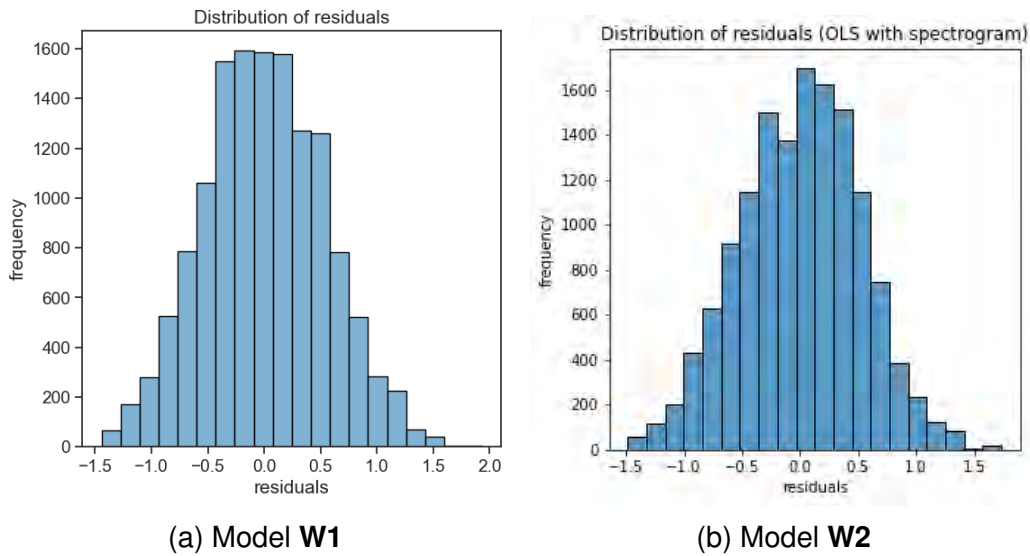 Distribution of residuals
1600
1400
1200
1000
800
600
400
200
0
frequency
−1.5 −1.0 −0.5 0.0 0.5 1.0 1.5 2.0
residuals
(a) Model W1
Distribution of residuals (OLS with spectrogram)
1600
1400
1200
1000
800
600
400
200
0
frequency
−1.5 −1.0 −0.5 0.0 0.5 1.0 1.5
residuals
(b) Model W2